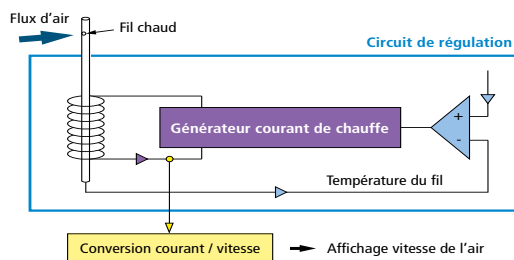 Flux d'air
Fil chaud
Circuit de régulation
Générateur courant de chauffe
+
-
Température du fil
Conversion courant / vitesse
Affichage vitesse de l'air